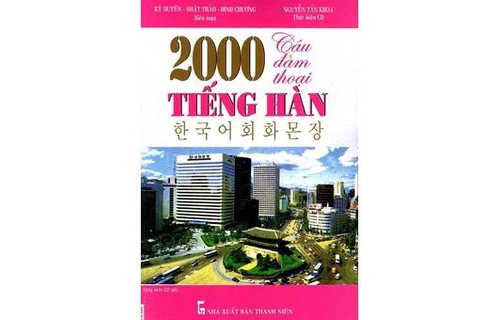 KỲ DUYÊN - NHẬT THẢO - ĐÌNH CHƯƠNG
Biên soạn
NGUYỄN TẤN KHOA
Thực hiện CD
2000
Câu
đàm
thoại
TIẾNG HÀN
한국어회화몬장
NHÀ XUẤT BẢN THANH NIÊN